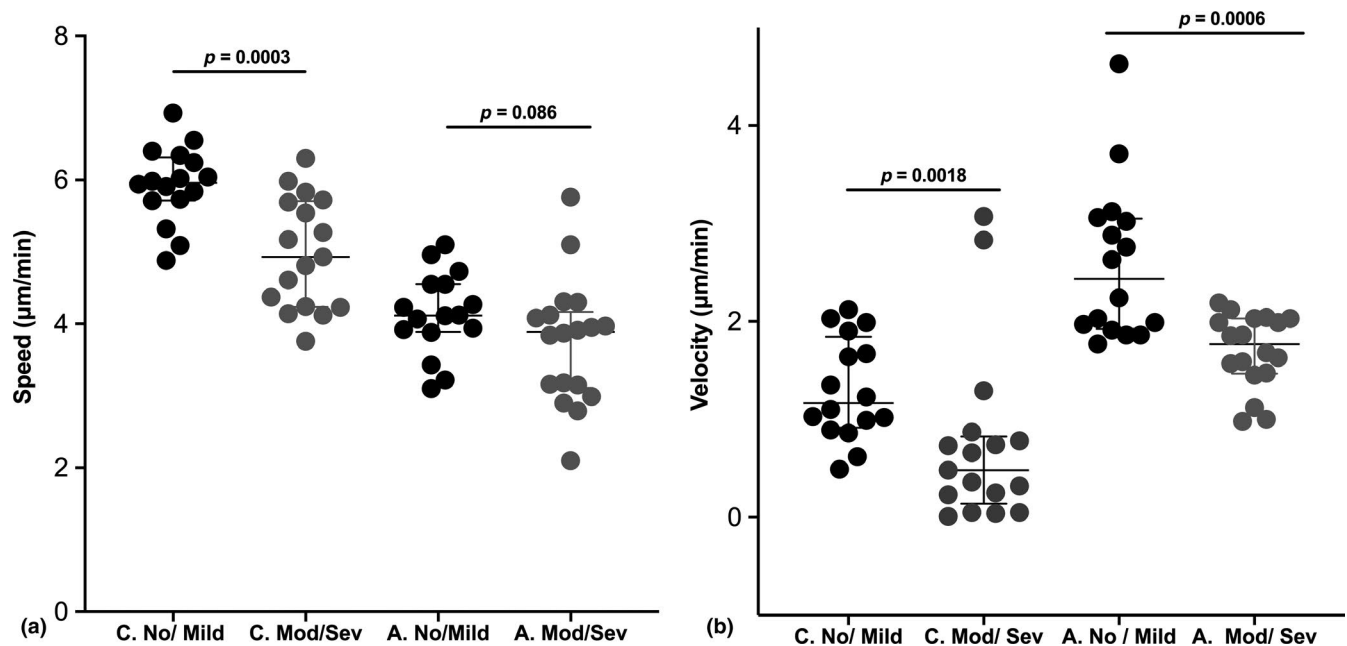 8
6
4
2
0
Speed (µm/min)
p = 0.0003
p = 0.086
C. No/ Mild
C. Mod/Sev
A. No/Mild
A. Mod/Sev
(a)
4
2
0
Velocity (µm/min)
p = 0.0018
p = 0.0006
C. No/ Mild
C. Mod/ Sev
A. No / Mild
A. Mod/ Sev
(b)